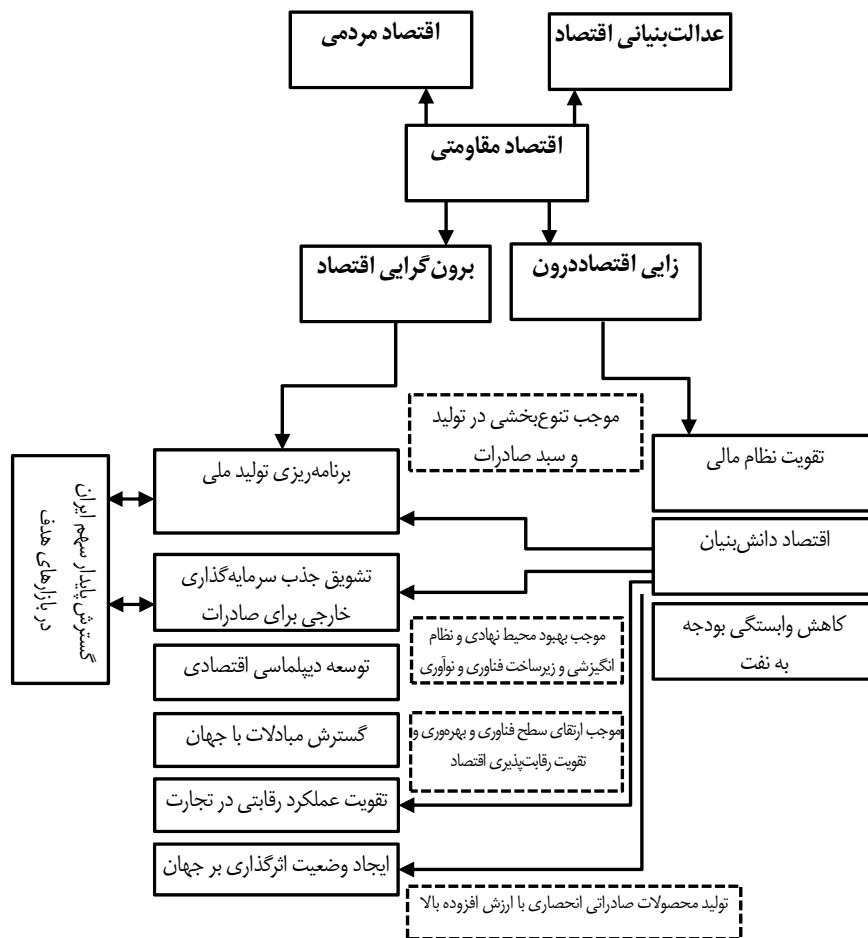 عدالت‌بنیانی اقتصاد
اقتصاد مردمی
اقتصاد مقاومتی
زایی اقتصاددرون
برون‌گرایی اقتصاد
موجب تنوع‌بخشی در تولید
و سبد صادرات
تقویت نظام مالی
برنامه‌ریزی تولید ملی
گسترش پایدار سهم ایران
در بازارهای هدف
اقتصاد دانش‌بنیان
تشویق جذب سرمایه‌گذاری
خارجی برای صادرات
کاهش وابستگی بودجه
به نفت
موجب بهبود محیط نهادی و نظام
انگیزشی و زیرساخت فناوری و نوآوری
توسعه دیپلماسی اقتصادی
موجب ارتقای سطح فناوری و بهره‌وری و
تقویت رقابت‌پذیری اقتصاد
گسترش مبادلات با جهان
تقویت عملکرد رقابتی در تجارت
ایجاد وضعیت اثرگذاری بر جهان
تولید محصولات صادراتی انحصاری با ارزش افزوده بالا